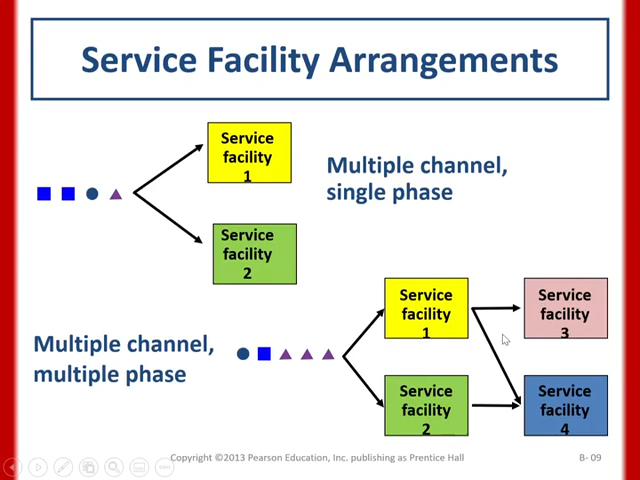 Service Facility Arrangements
Service
facility
1
Multiple channel,
single phase
Service
facility
2
Service
facility
1
Service
facility
3
Multiple channel,
multiple phase
Service
facility
2
Service
facility
4
Copyright ©2013 Pearson Education, Inc. publishing as Prentice Hall
B- 09